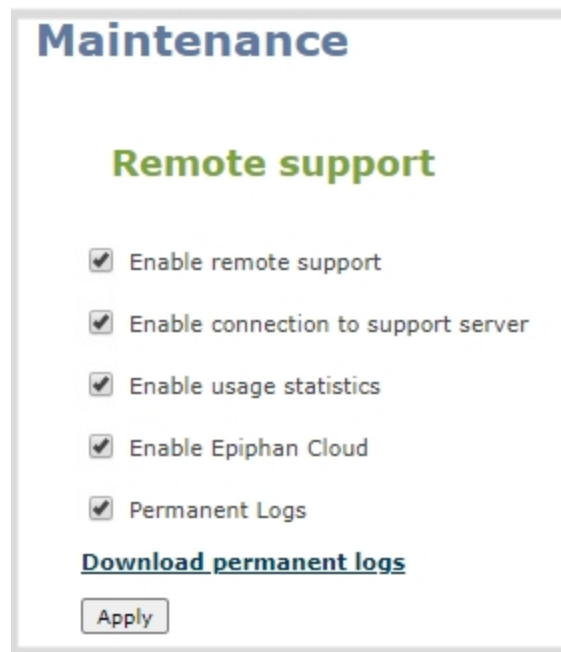 Maintenance
Remote support
Enable remote support
Enable connection to support server
Enable usage statistics
Enable Epiphan Cloud
Permanent Logs
Download permanent logs
Apply